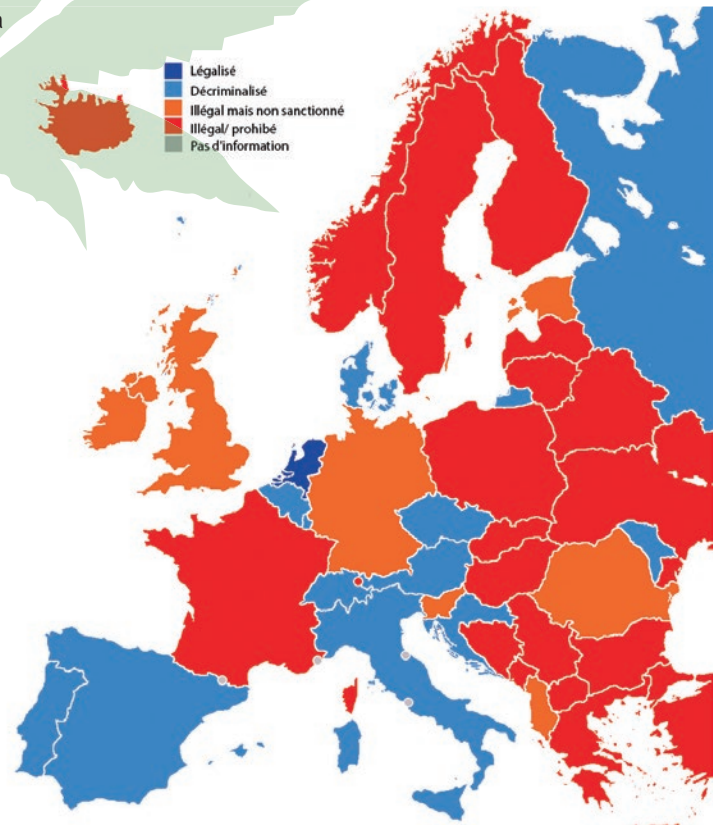 Légalisé
Décriminalisé
Illégal mais non sanctionné
Illégal/ prohibé
Pas d'information